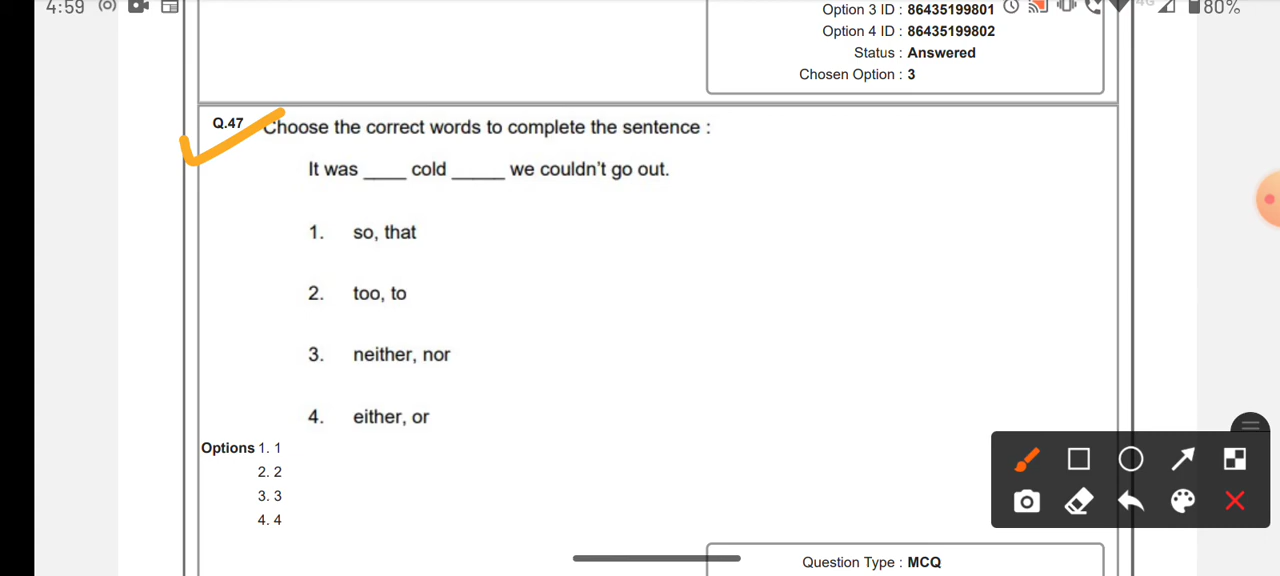 4:59
4G
80%
Option 3 ID : 86435199801
Option 4 ID : 86435199802
Status : Answered
Chosen Option : 3
Q.47 Choose the correct words to complete the sentence :
It was ____ cold _____ we couldn't go out.
1. so, that
2. too, to
3. neither, nor
4. either, or
Options 1. 1
2. 2
3. 3
4. 4
Question Type : MCQ